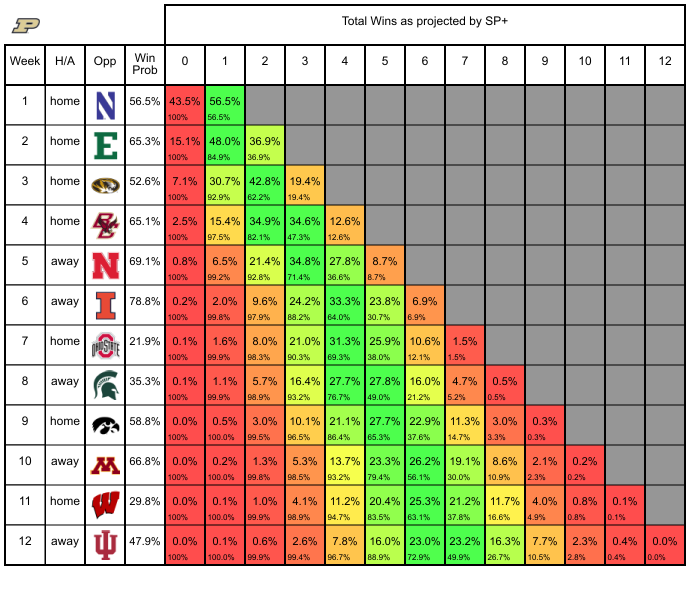 P
Total Wins as projected by SP+
Week H/A Opp Win Prob 0 1 2 3 4 5 6 7 8 9 10 11 12
1 home N 56.5% 43.5% 56.5%
100% 56.5%
2 home E 65.3% 15.1% 48.0% 36.9%
100% 84.9% 36.9%
3 home 52.6% 7.1% 30.7% 42.8% 19.4%
100% 92.9% 62.2% 19.4%
4 home BC 65.1% 2.5% 15.4% 34.9% 34.6% 12.6%
100% 97.5% 82.1% 47.3% 12.6%
5 away N 69.1% 0.8% 6.5% 21.4% 34.8% 27.8% 8.7%
100% 99.2% 92.8% 71.4% 36.6% 8.7%
6 away I 78.8% 0.2% 2.0% 9.6% 24.2% 33.3% 23.8% 6.9%
100% 99.8% 97.9% 88.2% 64.0% 30.7% 6.9%
7 home OHIO STATE 21.9% 0.1% 1.6% 8.0% 21.0% 31.3% 25.9% 10.6% 1.5%
100% 99.9% 98.3% 90.3% 69.3% 38.0% 12.1% 1.5%
8 away 35.3% 0.1% 1.1% 5.7% 16.4% 27.7% 27.8% 16.0% 4.7% 0.5%
100% 99.9% 98.9% 93.2% 76.7% 49.0% 21.2% 5.2% 0.5%
9 home 58.8% 0.0% 0.5% 3.0% 10.1% 21.1% 27.7% 22.9% 11.3% 3.0% 0.3%
100% 100.0% 99.5% 96.5% 86.4% 65.3% 37.6% 14.7% 3.3% 0.3%
10 away M 66.8% 0.0% 0.2% 1.3% 5.3% 13.7% 23.3% 26.2% 19.1% 8.6% 2.1% 0.2%
100% 100.0% 99.8% 98.5% 93.2% 79.4% 56.1% 30.0% 10.9% 2.3% 0.2%
11 home W 29.8% 0.0% 0.1% 1.0% 4.1% 11.2% 20.4% 25.3% 21.2% 11.7% 4.0% 0.8% 0.1%
100% 100.0% 99.9% 98.9% 94.7% 83.5% 63.1% 37.8% 16.6% 4.9% 0.8% 0.1%
12 away IU 47.9% 0.0% 0.1% 0.6% 2.6% 7.8% 16.0% 23.0% 23.2% 16.3% 7.7% 2.3% 0.4% 0.0%
100% 100.0% 99.9% 99.4% 96.7% 88.9% 72.9% 49.9% 26.7% 10.5% 2.8% 0.4% 0.0%